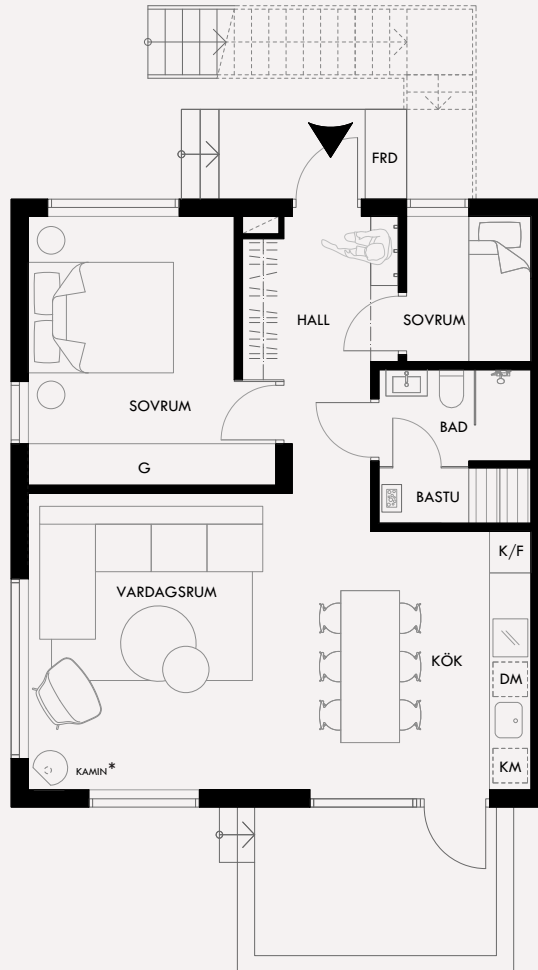 FRD
HALL
SOVRUM
SOVRUM
BAD
G
BASTU
K/F
VARDAGSRUM
KÖK
DM
KAMIN*
KM